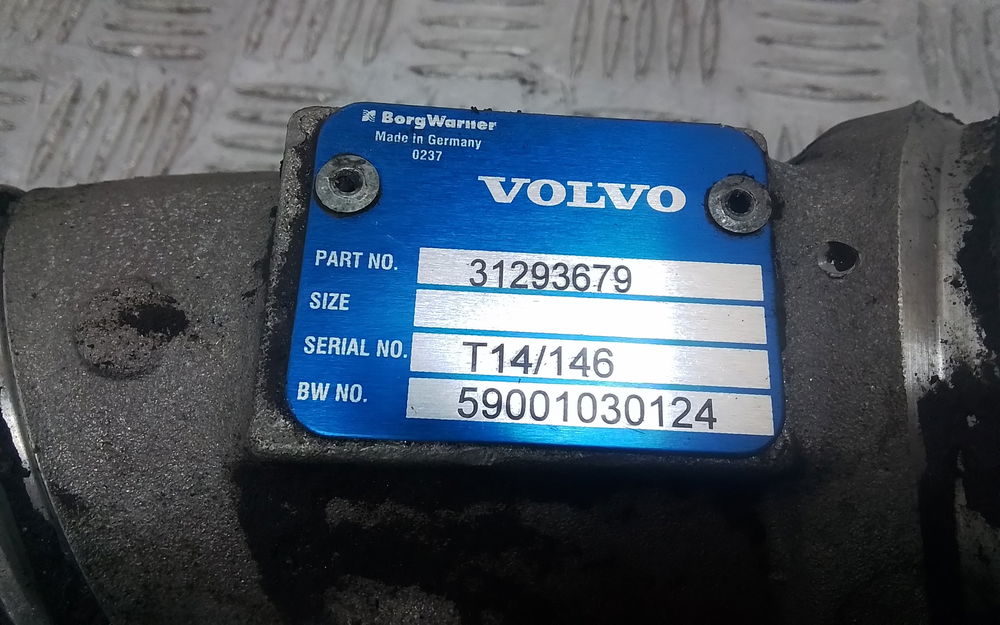 BorgWarner
Made in Germany
0237
VOLVO
PART NO. 31293679
SIZE
SERIAL NO. T14/146
BW NO. 59001030124